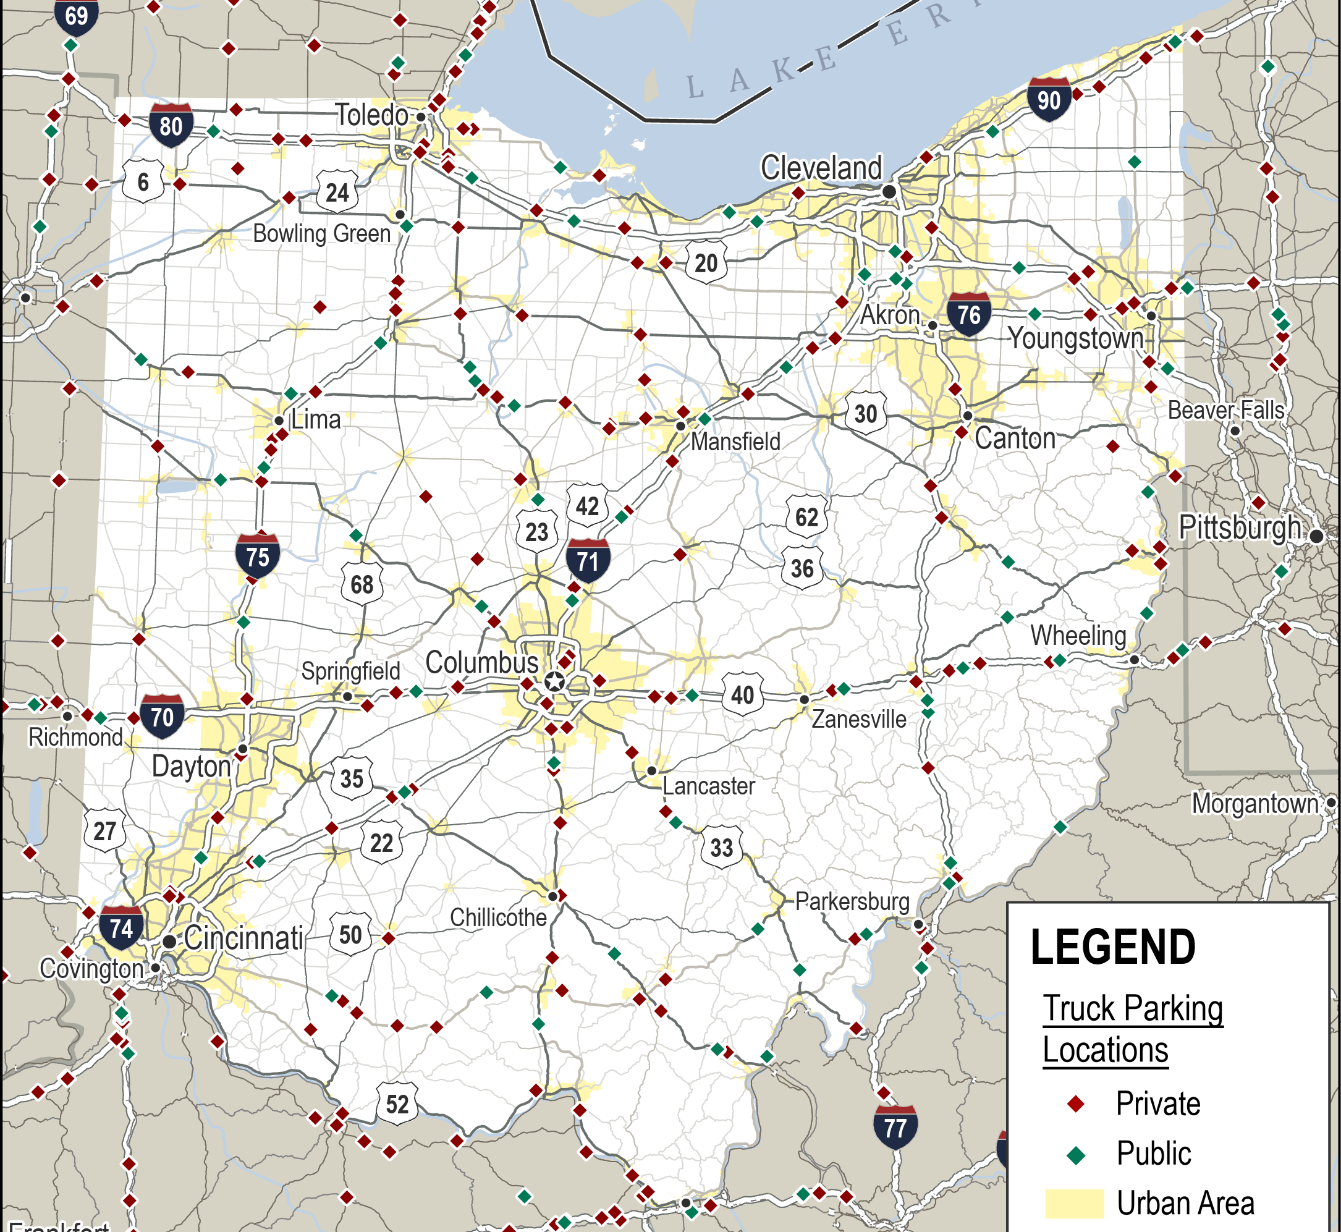 69
LAKE ERI
90
80
Toledo
6
24
Cleveland
Bowling Green
20
Akron
76
Youngstown
Lima
30
Beaver Falls
Mansfield
Canton
42
62
23
Pittsburgh
75
71
36
68
Wheeling
Springfield
Columbus
40
70
Richmond
Zanesville
Dayton
35
Lancaster
Morgantown
27
22
33
Chillicothe
Parkersburg
74
Cincinnati
50
Covington
52
77
LEGEND
Truck Parking
Locations
Private
Public
Urban Area
Frankfort